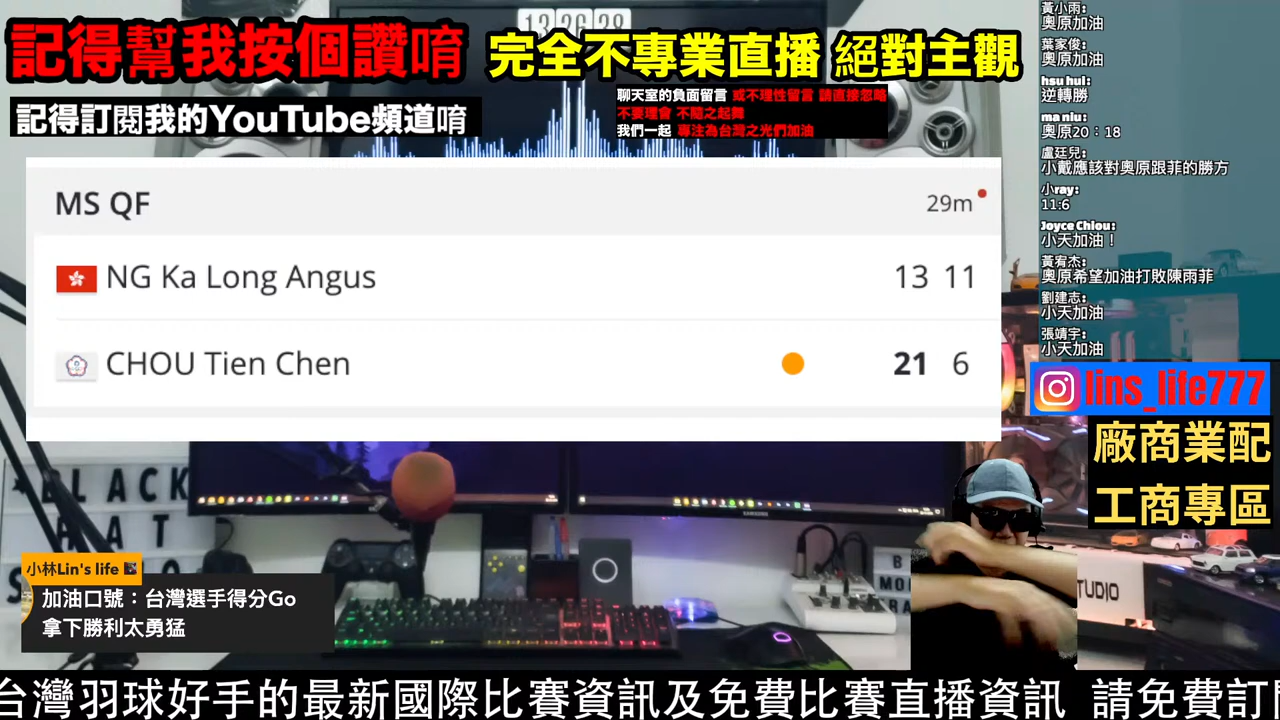 13 26 28
記得幫我按個讚唷
完全不專業直播 絕對主觀
記得訂閱我的YouTube頻道唷
聊天室的負面留言 或不理性留言 請直接忽略
不要理會 不隨之起舞
我們一起 專注為台灣之光們加油
MS QF
29m
NG Ka Long Angus
13 11
CHOU Tien Chen
21 6
黃小雨:
奧原加油
葉家俊:
奧原加油
hsu hui:
逆轉勝
ma niu:
奧原20：18
盧廷兒:
小戴應該對奧原跟菲的勝方
小ray:
11:6
Joyce Chiou:
小天加油！
黃宥杰:
奧原希望加油打敗陳雨菲
劉建志:
小天加油
張靖宇:
小天加油
lins_life777
廠商業配
工商專區
BLACK
RAT
小林Lin's life
加油口號：台灣選手得分Go
拿下勝利太勇猛
SAMSUNG
TUDIO
台灣羽球好手的最新國際比賽資訊及免費比賽直播資訊 請免費訂